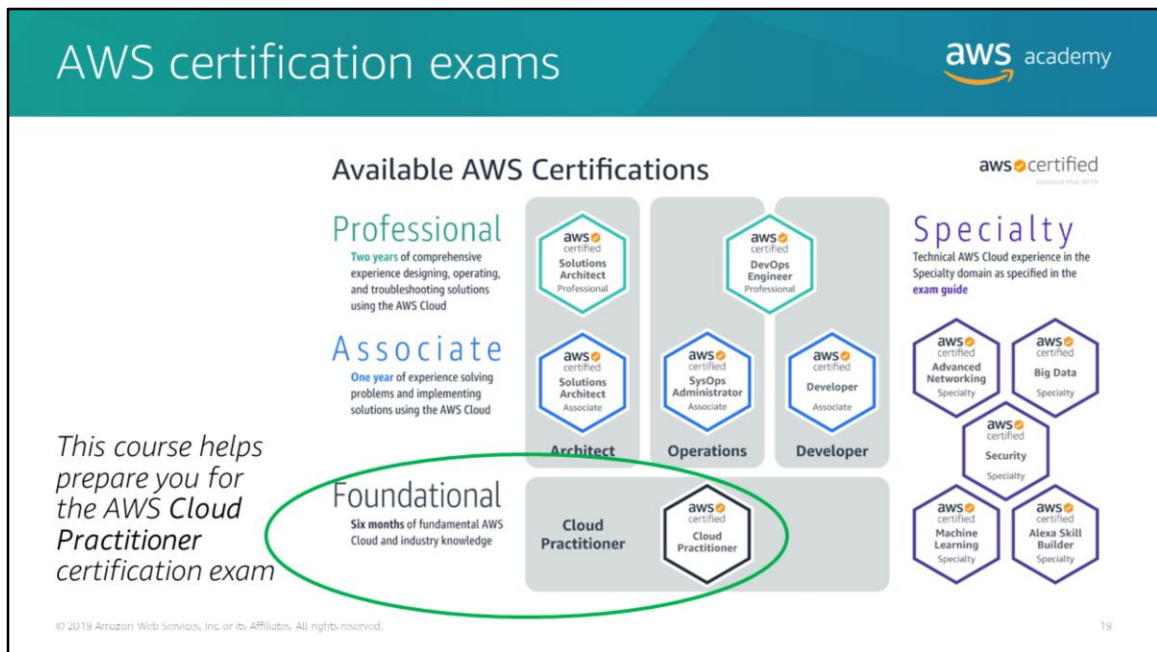 AWS certification exams
aws academy
Available AWS Certifications
aws certified
Updated May 2019
Professional
Two years of comprehensive
experience designing, operating,
and troubleshooting solutions
using the AWS Cloud
aws
certified
Solutions
Architect
Professional
aws
certified
DevOps
Engineer
Professional
Associate
One year of experience solving
problems and implementing
solutions using the AWS Cloud
aws
certified
Solutions
Architect
Associate
aws
certified
SysOps
Administrator
Associate
aws
certified
Developer
Associate
Architect
Operations
Developer
Specialty
Technical AWS Cloud experience in the
Specialty domain as specified in the
exam guide
aws
certified
Advanced
Networking
Specialty
aws
certified
Big Data
Specialty
aws
certified
Security
Specialty
aws
certified
Machine
Learning
Specialty
aws
certified
Alexa Skill
Builder
Specialty
This course helps
prepare you for
the AWS Cloud
Practitioner
certification exam
Foundational
Six months of fundamental AWS
Cloud and industry knowledge
Cloud
Practitioner
aws
certified
Cloud
Practitioner
© 2019 Amazon Web Services, Inc. or its Affiliates. All rights reserved.
19